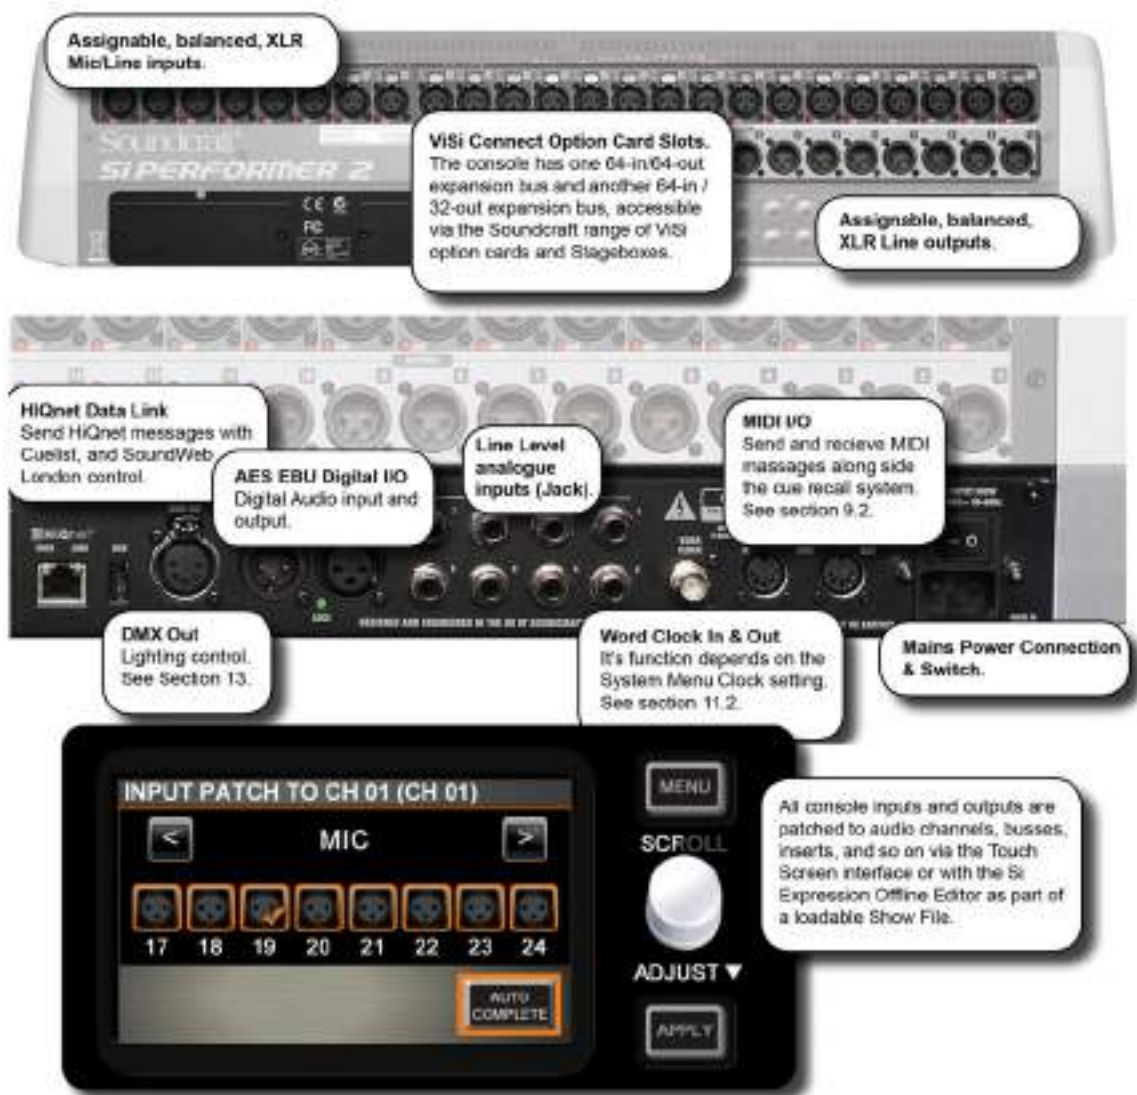 Assignable, balanced, XLR
Mic/Line inputs.
Soundcraft
Si PERFORMER 2
ViSi Connect Option Card Slots.
The console has one 64-in/64-out
expansion bus and another 64-in /
32-out expansion bus, accessible
via the Soundcraft range of ViSi
option cards and Stageboxes.
Assignable, balanced,
XLR Line outputs.
HiQnet Data Link
Send HiQnet messages with
Cuelist, and SoundWeb
London control.
AES EBU Digital I/O
Digital Audio input and
output.
Line Level
analogue
inputs (Jack).
MIDI I/O
Send and recieve MIDI
massages along side
the cue recall system.
See section 9.2.
HiQnet
DESIGNED AND ENGINEERED IN THE UK BY SOUNDCRAFT
DMX Out
Lighting control.
See Section 13.
Word Clock In & Out
It's function depends on the
System Menu Clock setting.
See section 11.2.
Mains Power Connection
& Switch.
INPUT PATCH TO CH 01 (CH 01)
< MIC >
17 18 19 20 21 22 23 24
AUTO
COMPLETE
MENU
SCROLL
ADJUST ▼
APPLY
All console inputs and outputs are
patched to audio channels, busses,
inserts, and so on via the Touch
Screen interface or with the Si
Expression Offline Editor as part of
a loadable Show File.